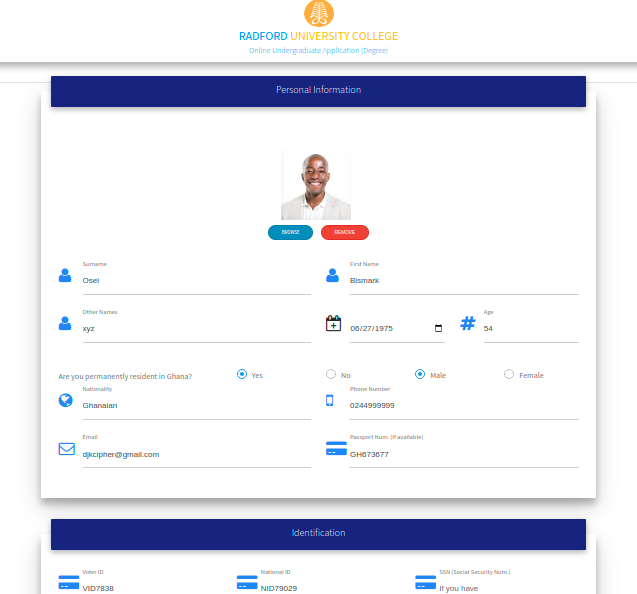 RADFORD UNIVERSITY COLLEGE
Online Undergraduate Application (Degree)
Personal Information
BROWSE REMOVE
Surname First Name
Osei Bismark
Other Names Age
xyz 06/27/1975 # 54
Are you permanently resident in Ghana? Yes No Male Female
Nationality Phone Number
Ghanaian 0244999999
Email Passport Num. (if available)
djkcipher@gmail.com GH673677
Identification
Voter ID National ID SSN (Social Security Num.)
VID7838 NID79029 if you have